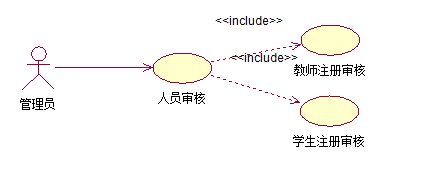 <<include>>
<<include>>
教师注册审核
管理员
人员审核
学生注册审核